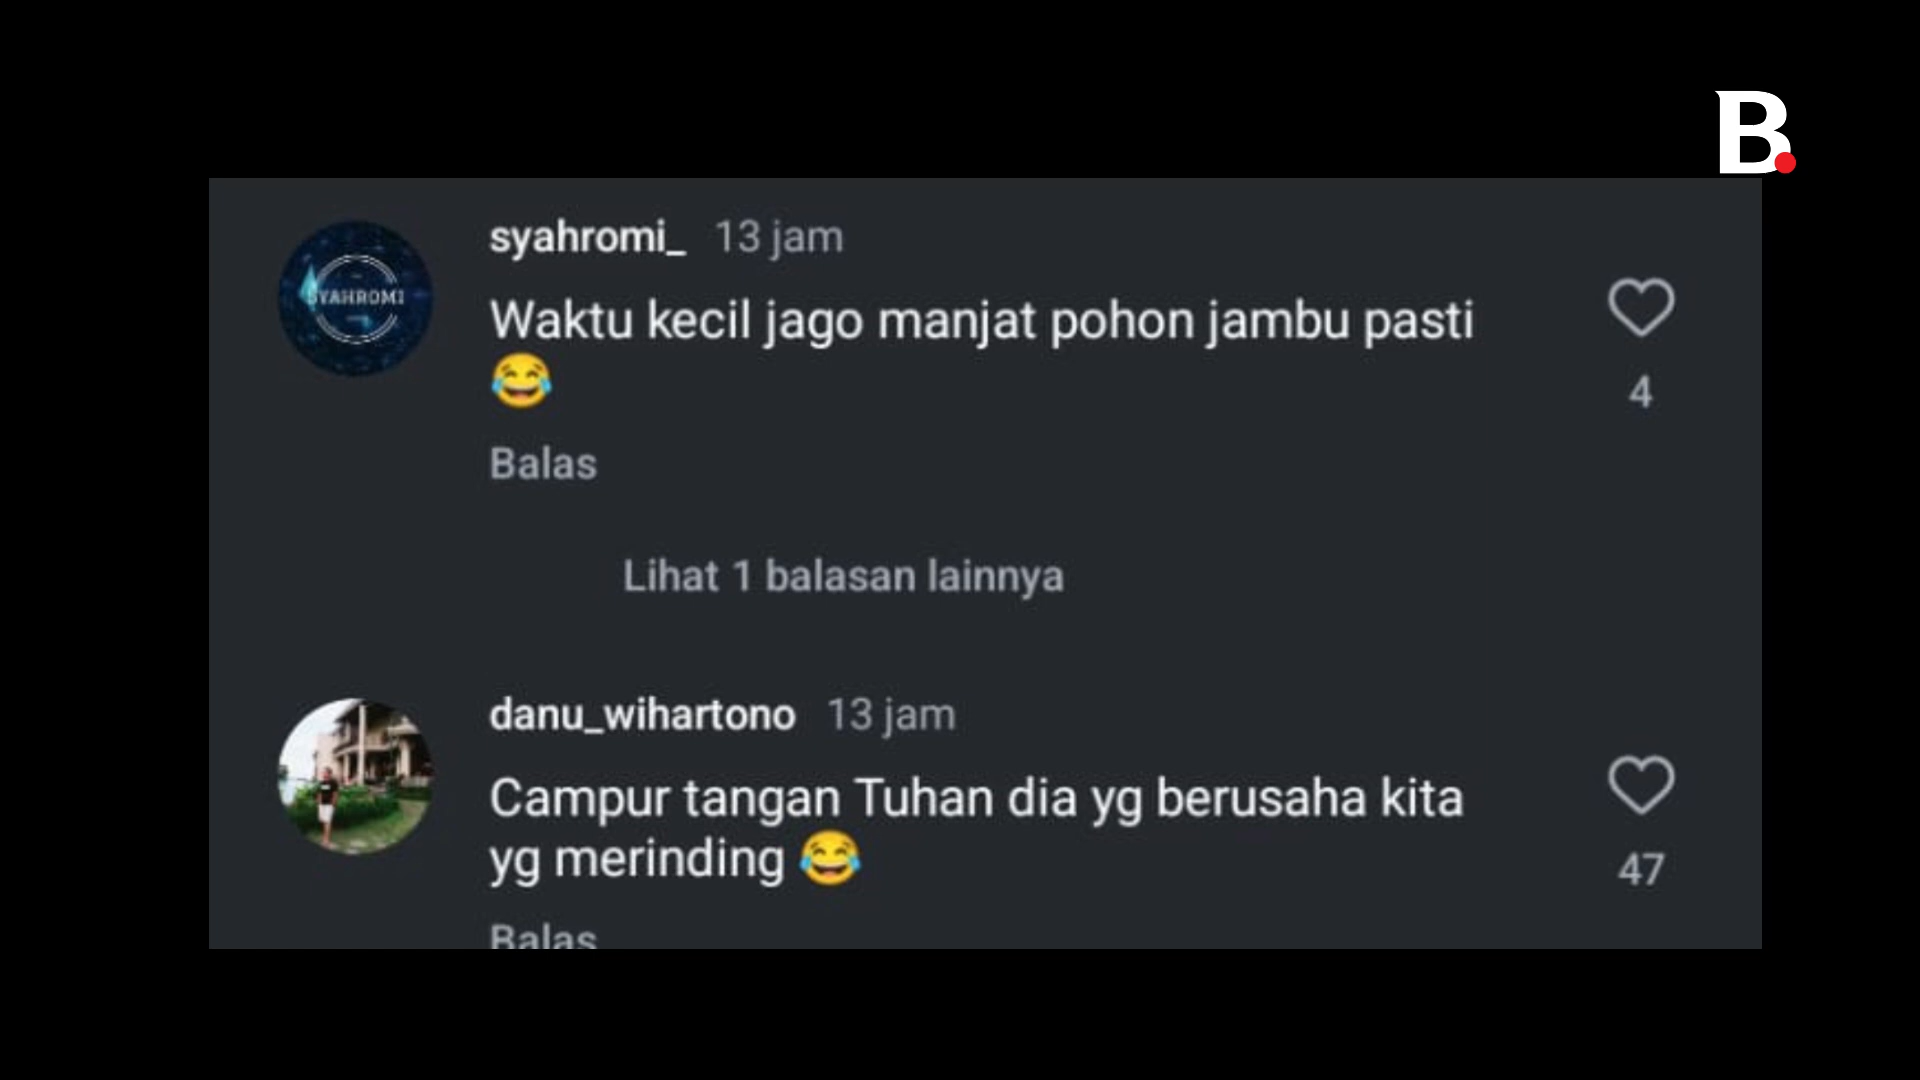 B.
syahromi_ 13 jam
SYAHROMI
Waktu kecil jago manjat pohon jambu pasti
😂
4
Balas
Lihat 1 balasan lainnya
danu_wihartono 13 jam
Campur tangan Tuhan dia yg berusaha kita
yg merinding 😂
47
Balas